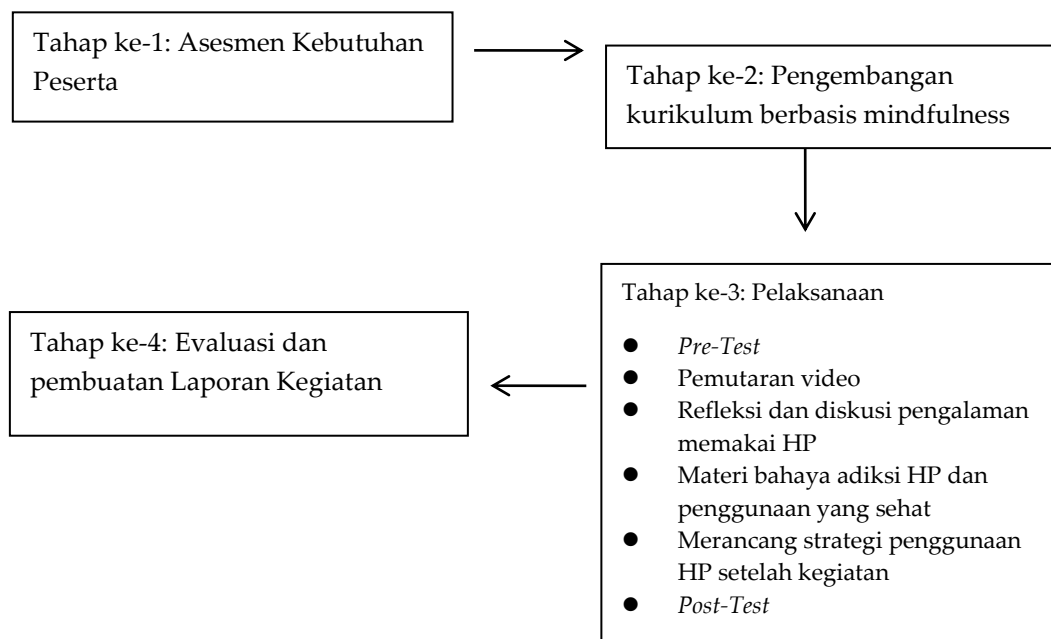 Tahap ke-1: Asesmen Kebutuhan
Peserta
Tahap ke-2: Pengembangan
kurikulum berbasis mindfulness
Tahap ke-3: Pelaksanaan
● Pre-Test
● Pemutaran video
● Refleksi dan diskusi pengalaman
memakai HP
● Materi bahaya adiksi HP dan
penggunaan yang sehat
● Merancang strategi penggunaan
HP setelah kegiatan
● Post-Test
Tahap ke-4: Evaluasi dan
pembuatan Laporan Kegiatan